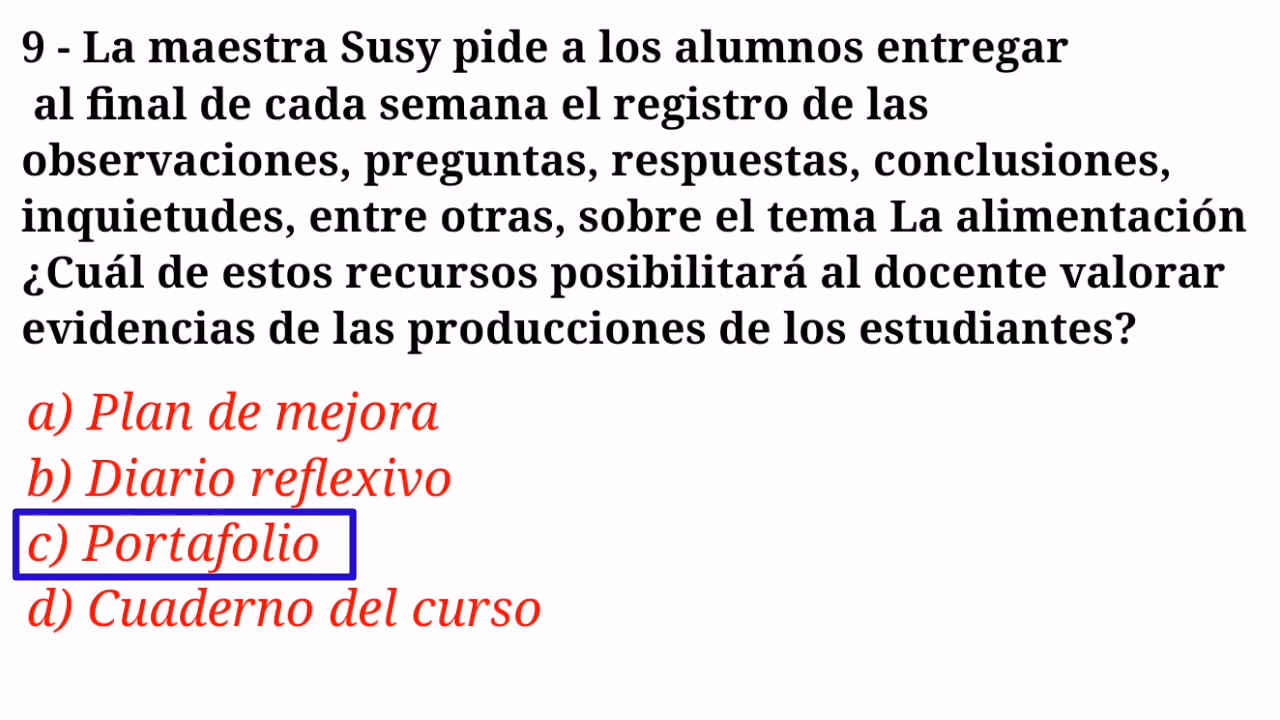 9 - La maestra Susy pide a los alumnos entregar
al final de cada semana el registro de las
observaciones, preguntas, respuestas, conclusiones,
inquietudes, entre otras, sobre el tema La alimentación
¿Cuál de estos recursos posibilitará al docente valorar
evidencias de las producciones de los estudiantes?
a) Plan de mejora
b) Diario reflexivo
c) Portafolio
d) Cuaderno del curso